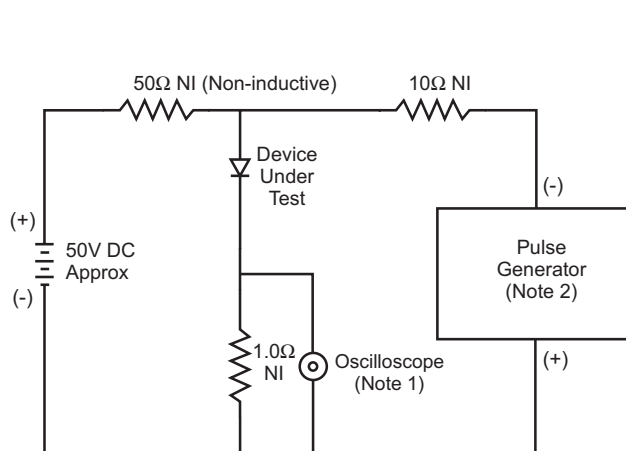 50Ω NI (Non-inductive)
10Ω NI
Device
Under
Test
(-)
(+)
50V DC
Approx
(-)
Pulse
Generator
(Note 2)
1.0Ω
NI
Oscilloscope
(Note 1)
(+)